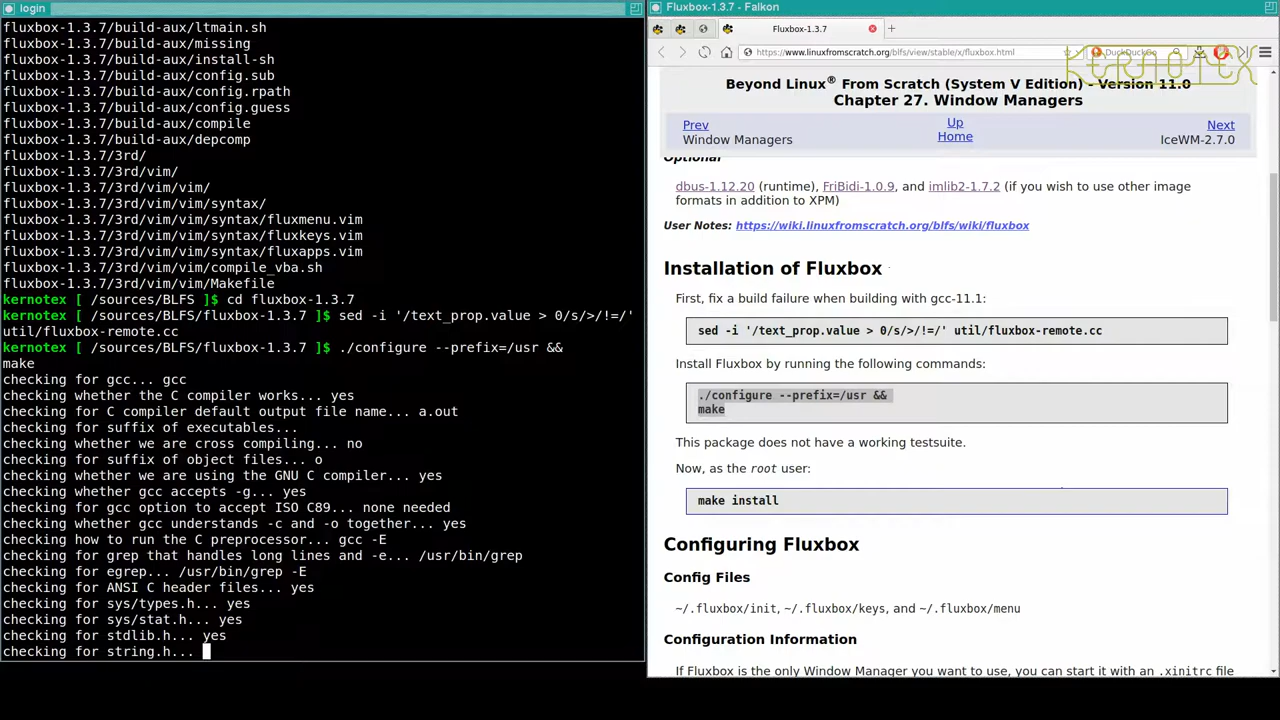 login
fluxbox-1.3.7/build-aux/ltmain.sh
fluxbox-1.3.7/build-aux/missing
fluxbox-1.3.7/build-aux/install-sh
fluxbox-1.3.7/build-aux/config.sub
fluxbox-1.3.7/build-aux/config.rpath
fluxbox-1.3.7/build-aux/config.guess
fluxbox-1.3.7/build-aux/compile
fluxbox-1.3.7/build-aux/depcomp
fluxbox-1.3.7/3rd/
fluxbox-1.3.7/3rd/vim/
fluxbox-1.3.7/3rd/vim/vim/
fluxbox-1.3.7/3rd/vim/vim/syntax/
fluxbox-1.3.7/3rd/vim/vim/syntax/fluxmenu.vim
fluxbox-1.3.7/3rd/vim/vim/syntax/fluxkeys.vim
fluxbox-1.3.7/3rd/vim/vim/syntax/fluxapps.vim
fluxbox-1.3.7/3rd/vim/vim/compile_vba.sh
fluxbox-1.3.7/3rd/vim/vim/Makefile
kernotex [ /sources/BLFS ]$ cd fluxbox-1.3.7
kernotex [ /sources/BLFS/fluxbox-1.3.7 ]$ sed -i '/text_prop.value > 0/s/>/!=/'
util/fluxbox-remote.cc
kernotex [ /sources/BLFS/fluxbox-1.3.7 ]$ ./configure --prefix=/usr &&
make
checking for gcc... gcc
checking whether the C compiler works... yes
checking for C compiler default output file name... a.out
checking for suffix of executables...
checking whether we are cross compiling... no
checking for suffix of object files... o
checking whether we are using the GNU C compiler... yes
checking whether gcc accepts -g... yes
checking for gcc option to accept ISO C89... none needed
checking whether gcc understands -c and -o together... yes
checking how to run the C preprocessor... gcc -E
checking for grep that handles long lines and -e... /usr/bin/grep
checking for egrep... /usr/bin/grep -E
checking for ANSI C header files... yes
checking for sys/types.h... yes
checking for sys/stat.h... yes
checking for stdlib.h... yes
checking for string.h...
Fluxbox-1.3.7 - Falkon
Fluxbox-1.3.7
https://www.linuxfromscratch.org/blfs/view/stable/x/fluxbox.html
DuckDuckGo
KERNOTEX
Beyond Linux® From Scratch (System V Edition) - Version 11.0
Chapter 27. Window Managers
Prev Up Next
Window Managers Home IceWM-2.7.0
Optional
dbus-1.12.20 (runtime), FriBidi-1.0.9, and imlib2-1.7.2 (if you wish to use other image
formats in addition to XPM)
User Notes: https://wiki.linuxfromscratch.org/blfs/wiki/fluxbox
Installation of Fluxbox
First, fix a build failure when building with gcc-11.1:
sed -i '/text_prop.value > 0/s/>/!=/' util/fluxbox-remote.cc
Install Fluxbox by running the following commands:
./configure --prefix=/usr &&
make
This package does not have a working testsuite.
Now, as the root user:
make install
Configuring Fluxbox
Config Files
~/.fluxbox/init, ~/.fluxbox/keys, and ~/.fluxbox/menu
Configuration Information
If Fluxbox is the only Window Manager you want to use, you can start it with an .xinitrc file